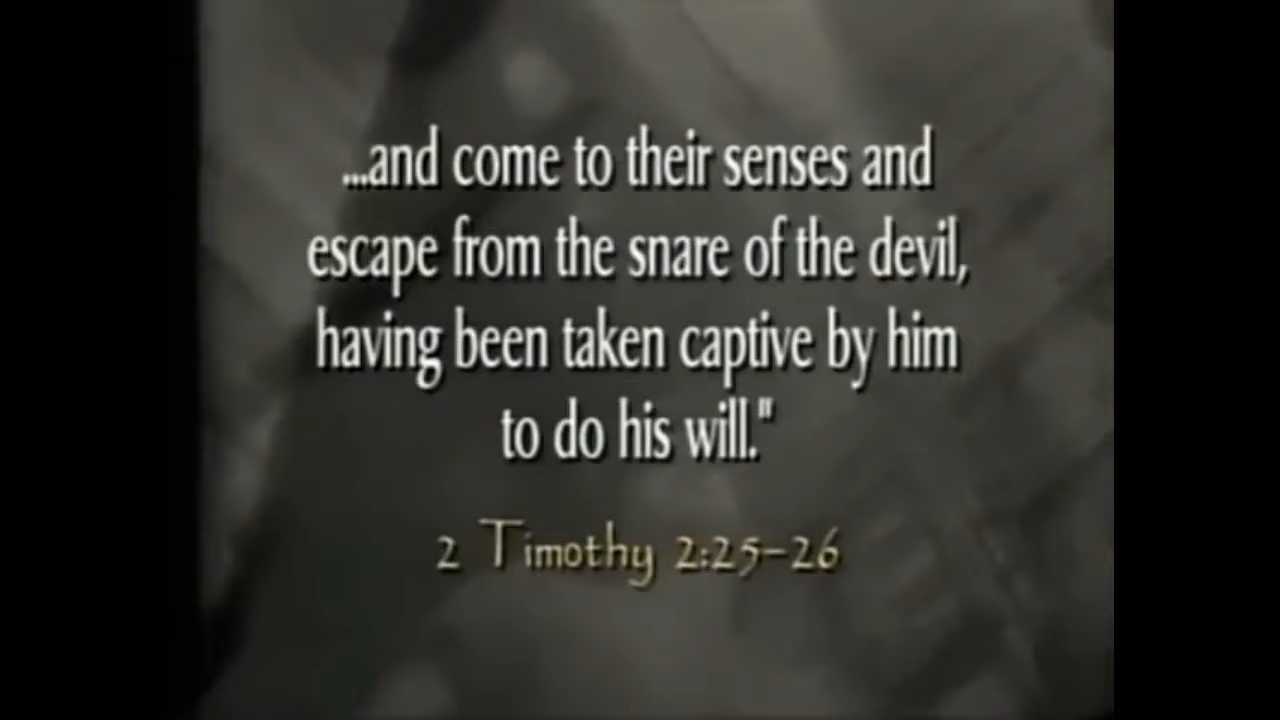 ...and come to their senses and
escape from the snare of the devil,
having been taken captive by him
to do his will."
2 Timothy 2:25-26